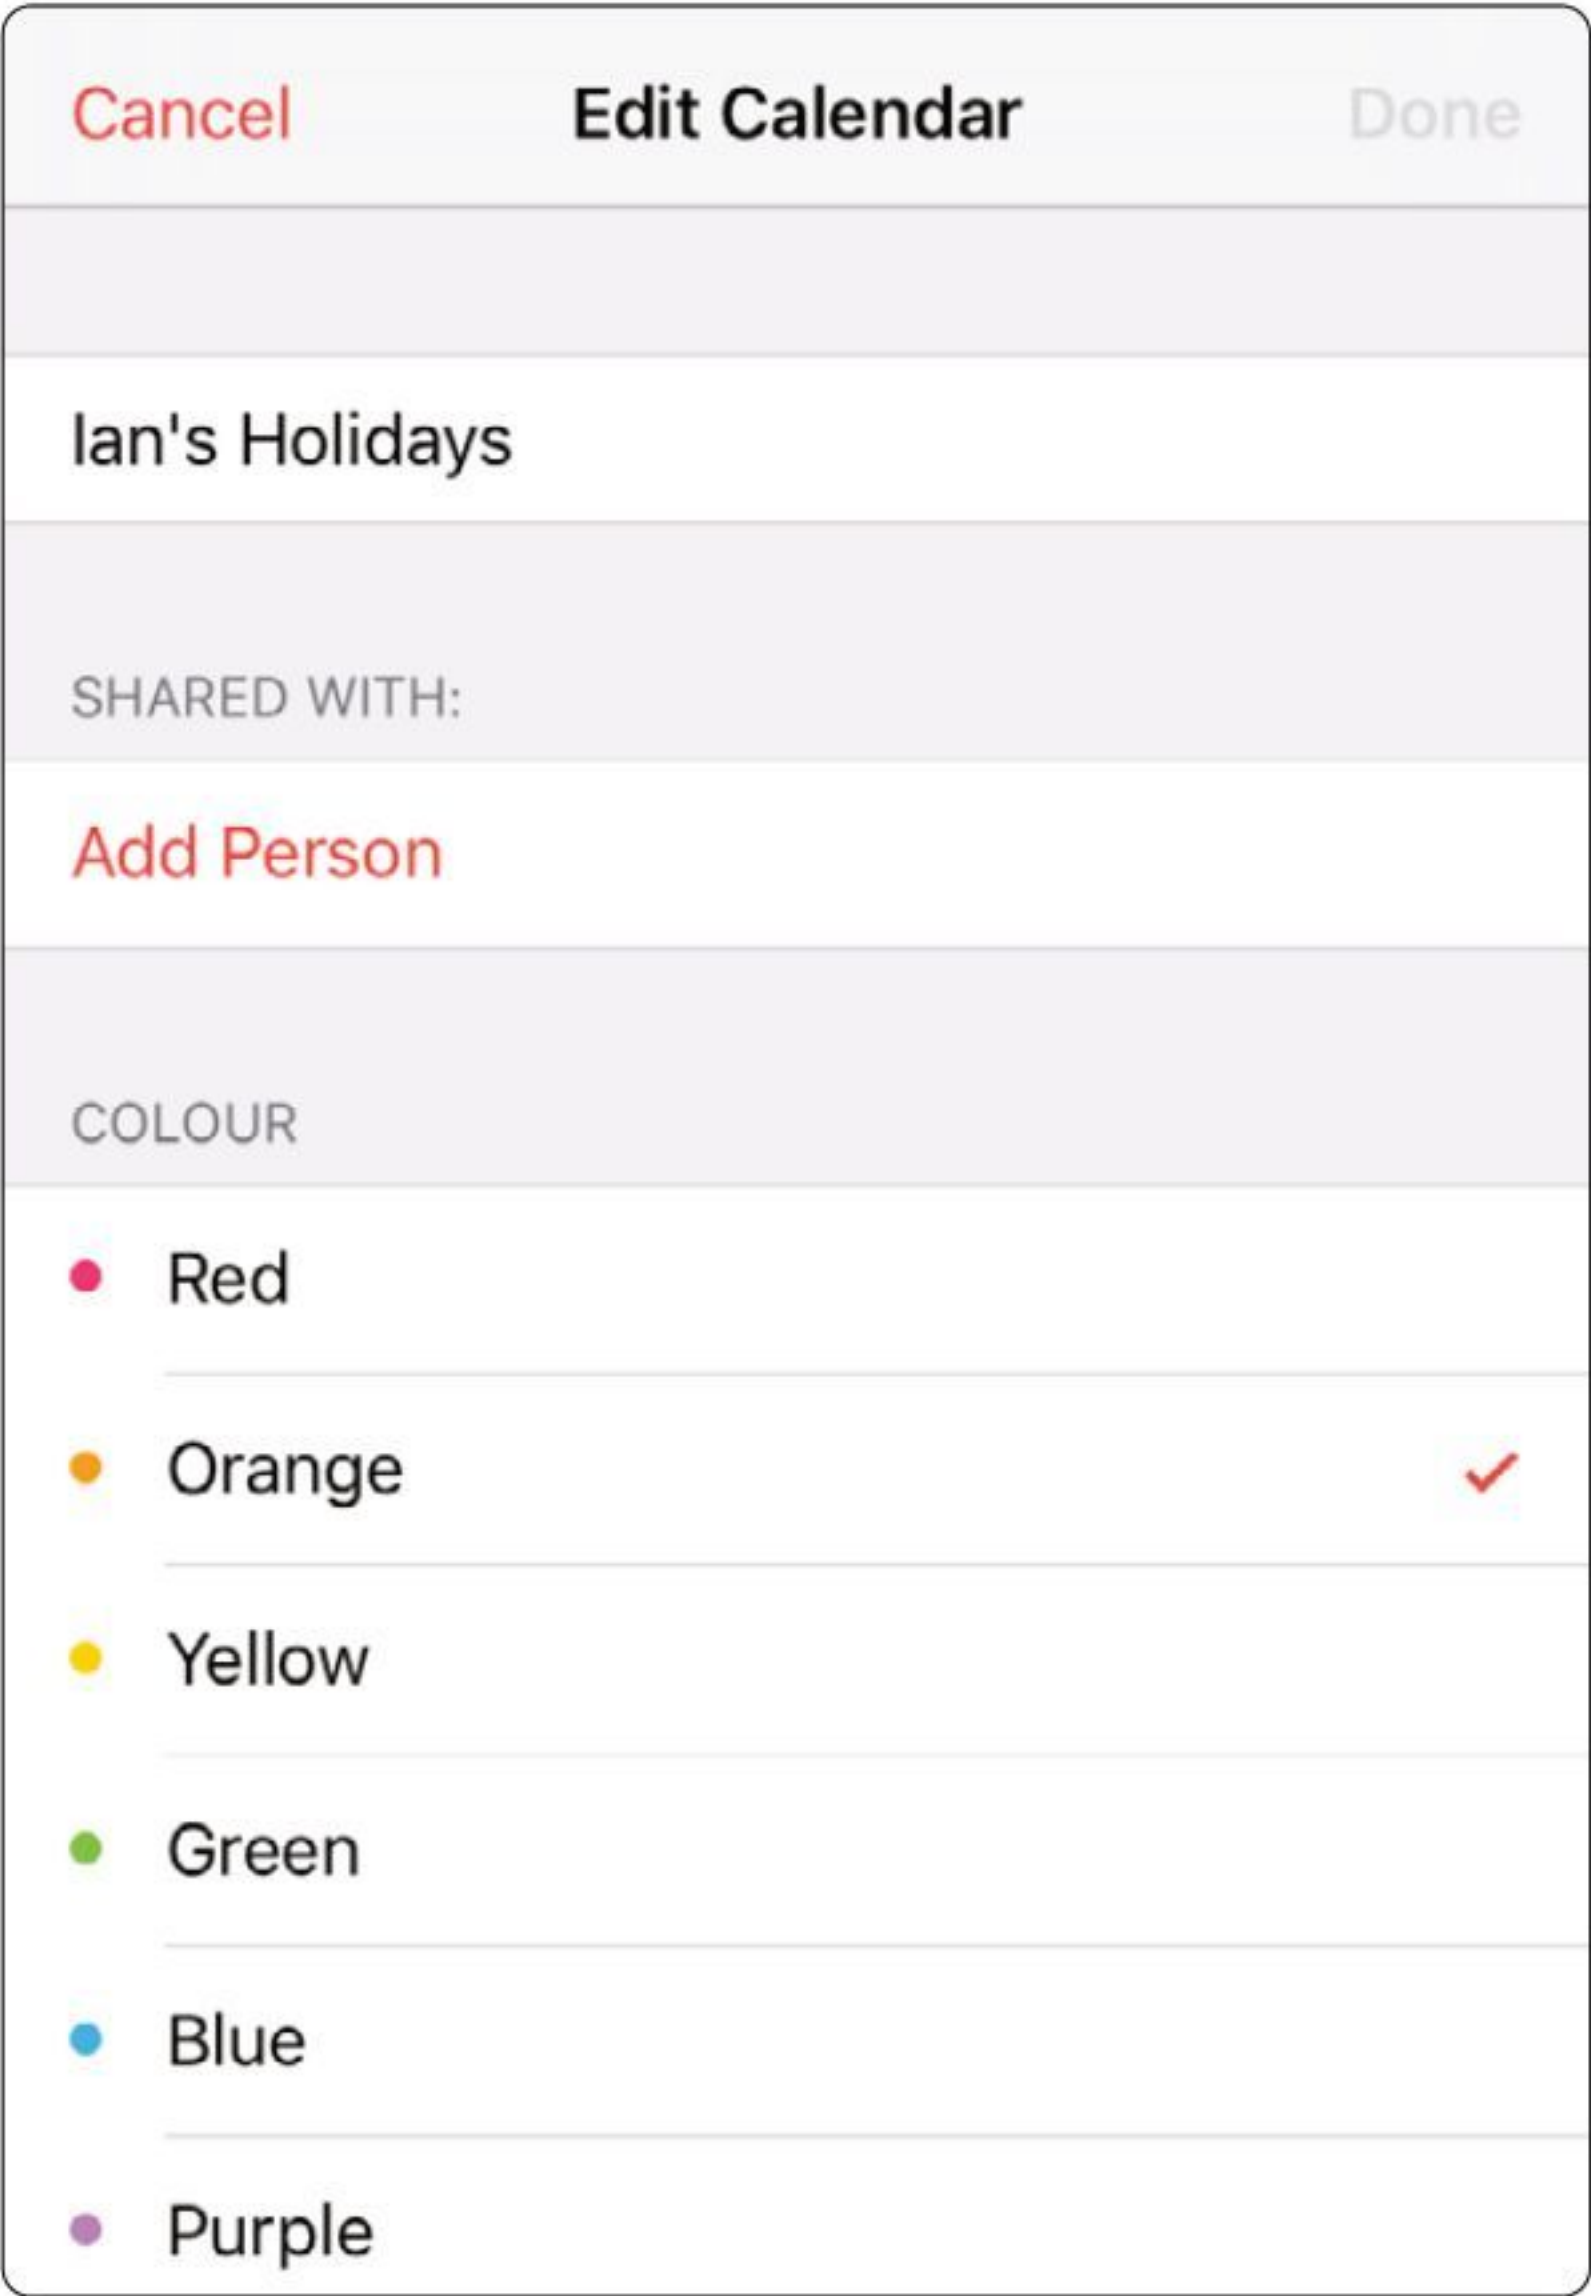 Cancel Edit Calendar Done
Ian's Holidays
SHARED WITH:
Add Person
COLOUR
Red
Orange
Yellow
Green
Blue
Purple